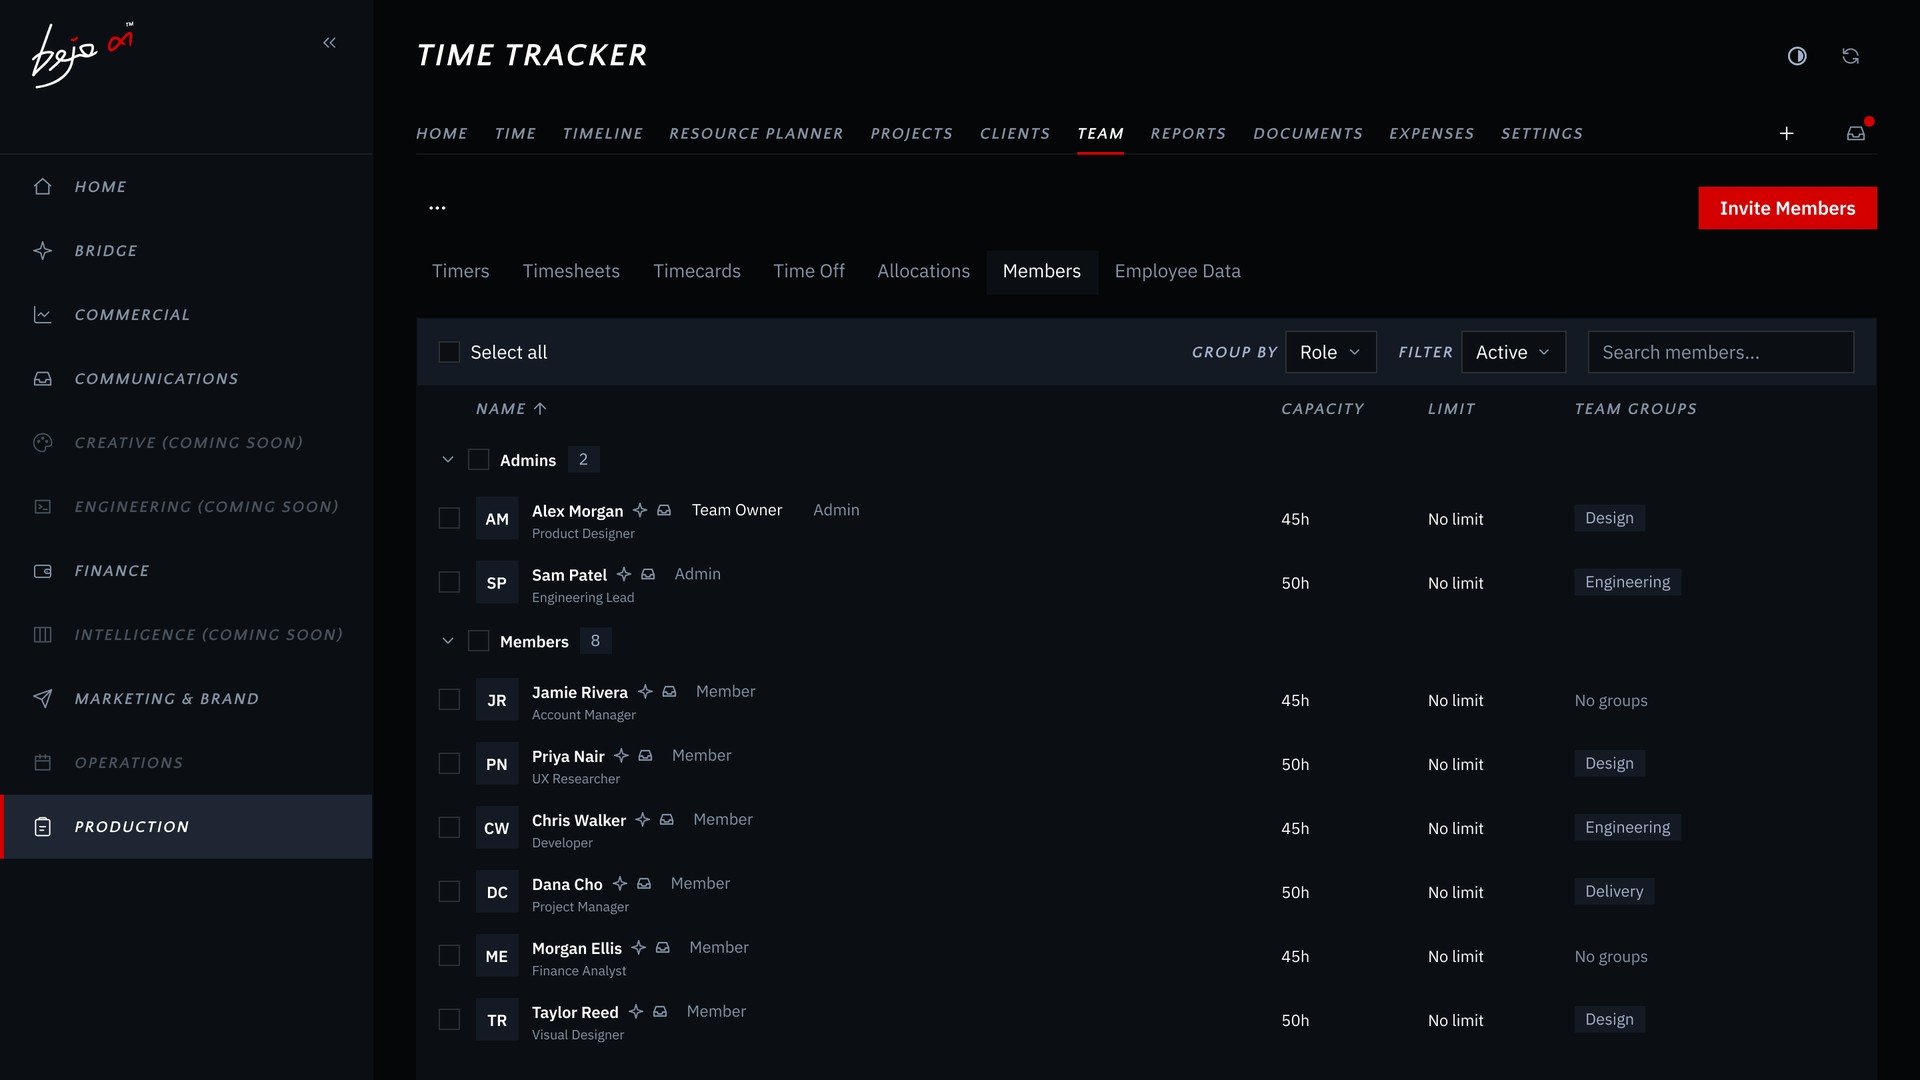 beja ™
TIME TRACKER
HOME TIME TIMELINE RESOURCE PLANNER PROJECTS CLIENTS TEAM REPORTS DOCUMENTS EXPENSES SETTINGS
HOME
BRIDGE
COMMERCIAL
COMMUNICATIONS
CREATIVE (COMING SOON)
ENGINEERING (COMING SOON)
FINANCE
INTELLIGENCE (COMING SOON)
MARKETING & BRAND
OPERATIONS
PRODUCTION
...
Invite Members
Timers Timesheets Timecards Time Off Allocations Members Employee Data
Select all GROUP BY Role FILTER Active Search members...
NAME CAPACITY LIMIT TEAM GROUPS
Admins 2
AM Alex Morgan Team Owner Admin 45h No limit Design
Product Designer
SP Sam Patel Admin 50h No limit Engineering
Engineering Lead
Members 8
JR Jamie Rivera Member 45h No limit No groups
Account Manager
PN Priya Nair Member 50h No limit Design
UX Researcher
CW Chris Walker Member 45h No limit Engineering
Developer
DC Dana Cho Member 50h No limit Delivery
Project Manager
ME Morgan Ellis Member 45h No limit No groups
Finance Analyst
TR Taylor Reed Member 50h No limit Design
Visual Designer